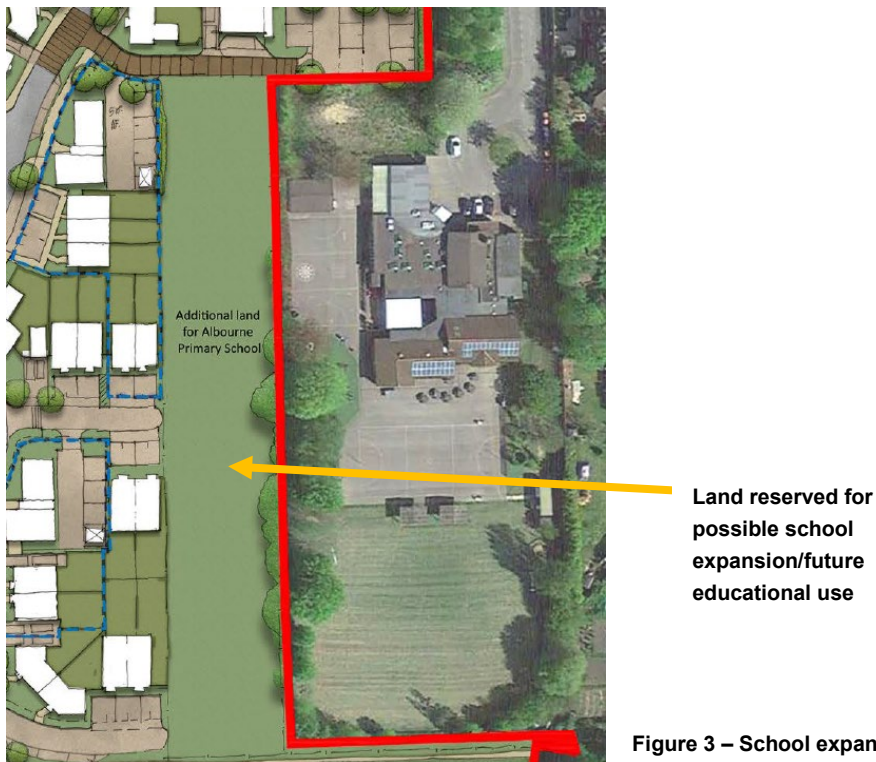 Additional land
for Albourne
Primary School
Land reserved for
possible school
expansion/future
educational use
Figure 3 – School expan